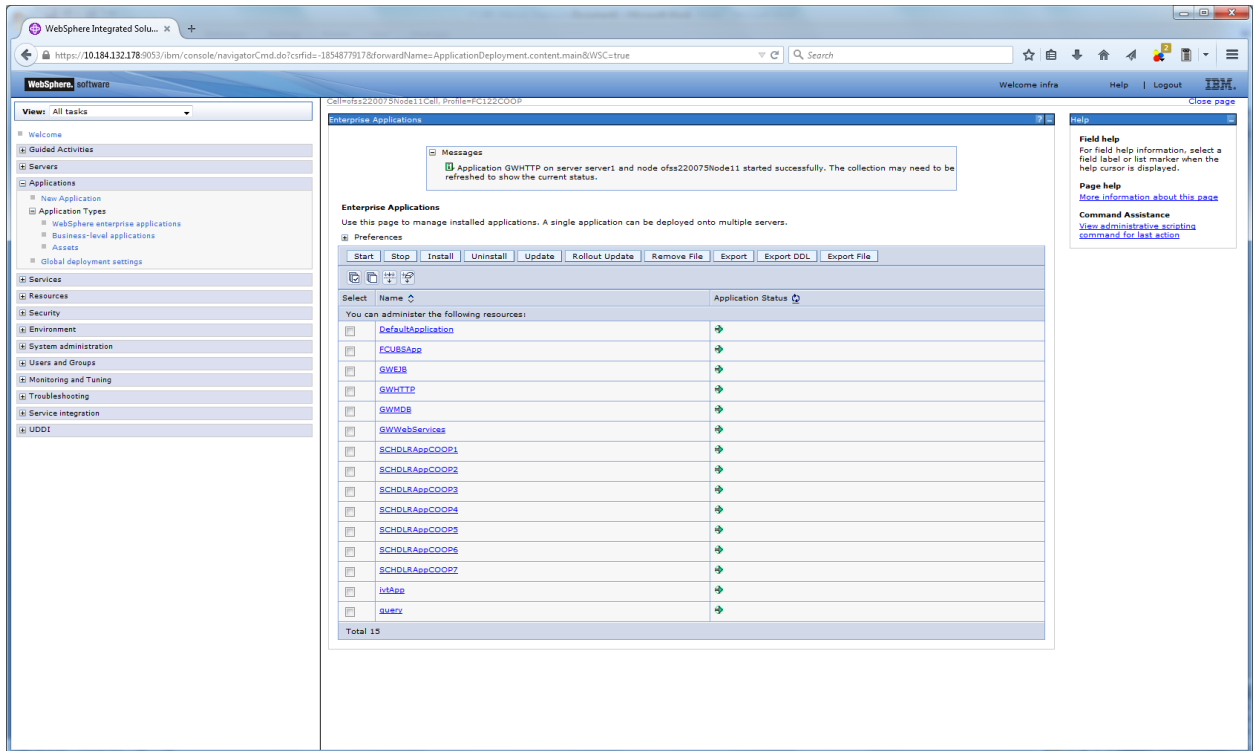 WebSphere Integrated Solu... ×
https://10.184.132.178:9053/ibm/console/navigatorCmd.do?csrfid=-1854877917&forwardName=ApplicationDeployment.content.main&WSC=true
Search
2
WebSphere. software
Welcome infra
Help | Logout
IBM.
View: All tasks
Welcome
Guided Activities
Servers
Applications
New Application
Application Types
WebSphere enterprise applications
Business-level applications
Assets
Global deployment settings
Services
Resources
Security
Environment
System administration
Users and Groups
Monitoring and Tuning
Troubleshooting
Service integration
UDDI
Cell=ofss220075Node11Cell, Profile=FC122COOP
Close page
Enterprise Applications
? -
Messages
Application GWHTTP on server server1 and node ofss220075Node11 started successfully. The collection may need to be
refreshed to show the current status.
Enterprise Applications
Use this page to manage installed applications. A single application can be deployed onto multiple servers.
Preferences
Start Stop Install Uninstall Update Rollout Update Remove File Export Export DDL Export File
Select Name Application Status
You can administer the following resources:
DefaultApplication
FCUBSApp
GWEJB
GWHTTP
GWMDB
GWWebServices
SCHDLRAppCOOP1
SCHDLRAppCOOP2
SCHDLRAppCOOP3
SCHDLRAppCOOP4
SCHDLRAppCOOP5
SCHDLRAppCOOP6
SCHDLRAppCOOP7
ivtApp
query
Total 15
Help
Field help
For field help information, select a
field label or list marker when the
help cursor is displayed.
Page help
More information about this page
Command Assistance
View administrative scripting
command for last action